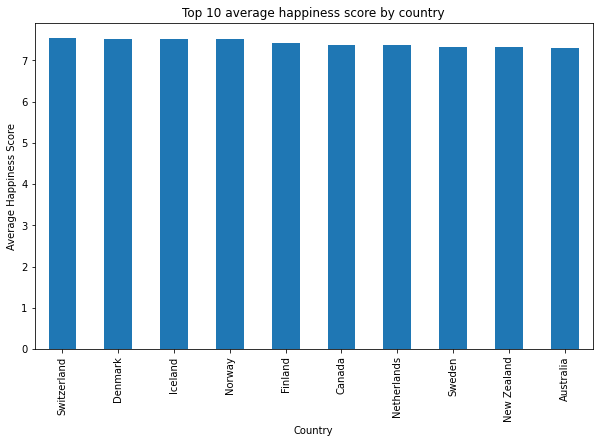 Top 10 average happiness score by country
Average Happiness Score
7
6
5
4
3
2
1
0
Switzerland
Denmark
Iceland
Norway
Finland
Canada
Netherlands
Sweden
New Zealand
Australia
Country